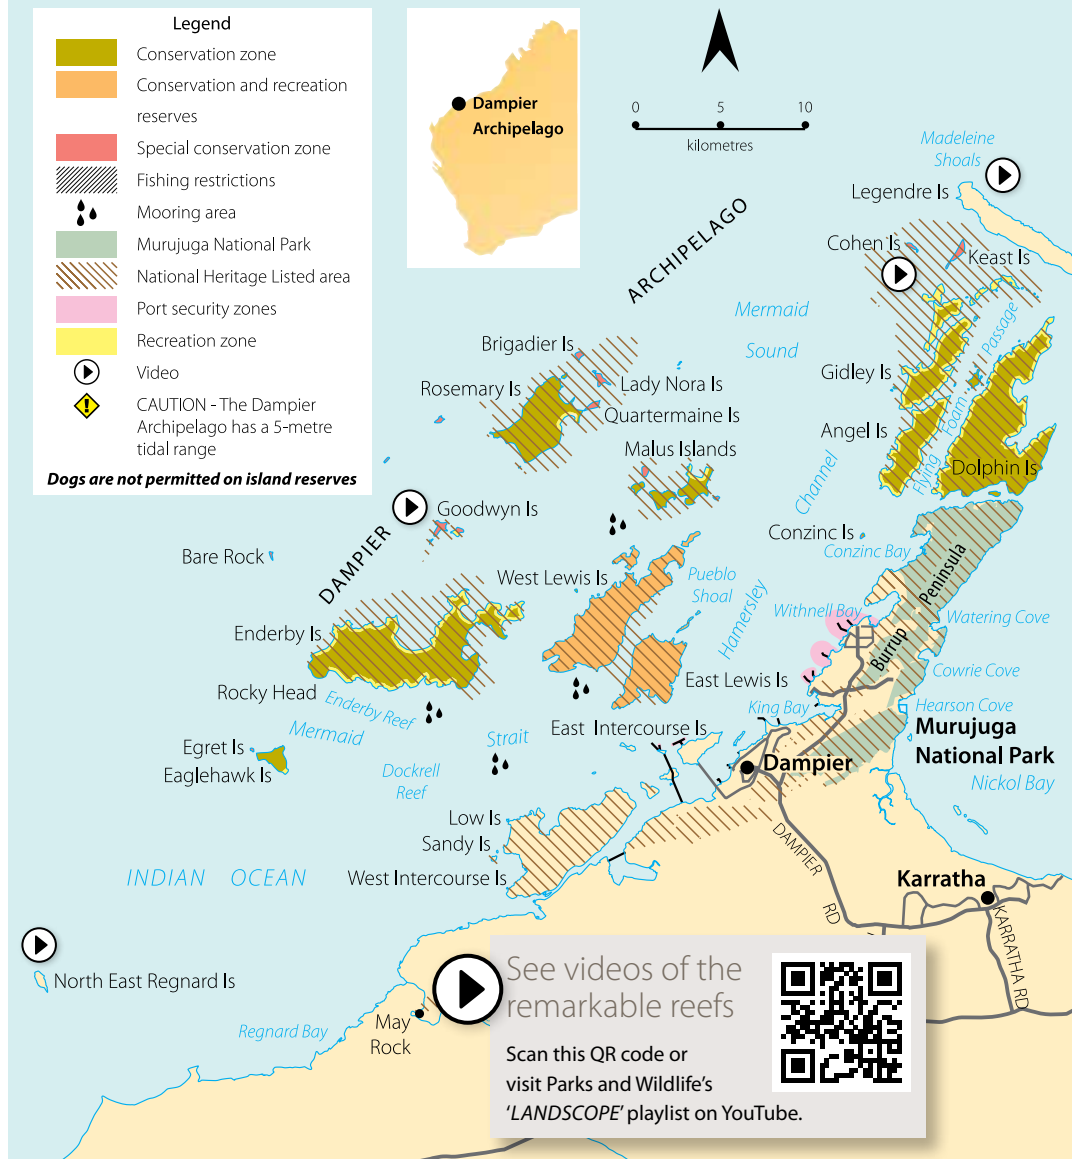 Legend
Conservation zone
Conservation and recreation
reserves
Special conservation zone
Fishing restrictions
Mooring area
Murujuga National Park
National Heritage Listed area
Port security zones
Recreation zone
Video
CAUTION - The Dampier
Archipelago has a 5-metre
tidal range
Dogs are not permitted on island reserves
Dampier
Archipelago
0 5 10
kilometres
Madeleine
Shoals
Legendre Is
Cohen Is
Keast Is
DAMPIER ARCHIPELAGO
Mermaid
Sound
Brigadier Is
Rosemary Is
Lady Nora Is
Quartermaine Is
Malus Islands
Gidley Is
Angel Is
Flying Foam Passage
Dolphin Is
Hamersley Channel
Goodwyn Is
Conzinc Is
Conzinc Bay
Bare Rock
West Lewis Is
Pueblo
Shoal
Withnell Bay
Burrup Peninsula
Watering Cove
Enderby Is
Rocky Head
East Lewis Is
Cowrie Cove
Enderby Reef
King Bay
Hearson Cove
Mermaid Strait
East Intercourse Is
Murujuga
National Park
Egret Is
Eaglehawk Is
Dockrell
Reef
Dampier
Nickol Bay
Low Is
Sandy Is
West Intercourse Is
DAMPIER RD
INDIAN OCEAN
Karratha
KARRATHA RD
North East Regnard Is
Regnard Bay
May
Rock
See videos of the
remarkable reefs
Scan this QR code or
visit Parks and Wildlife’s
‘LANDSCOPE’ playlist on YouTube.